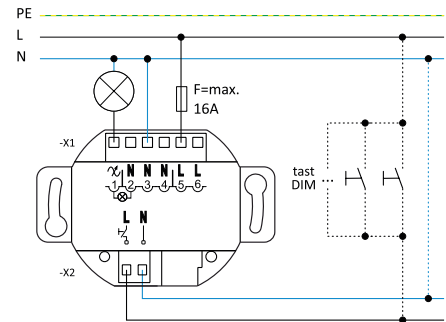 PE
L
N
F=max.
16A
-X1
N N N L L
1 2 3 4 5 6
tast
DIM
L N
-X2